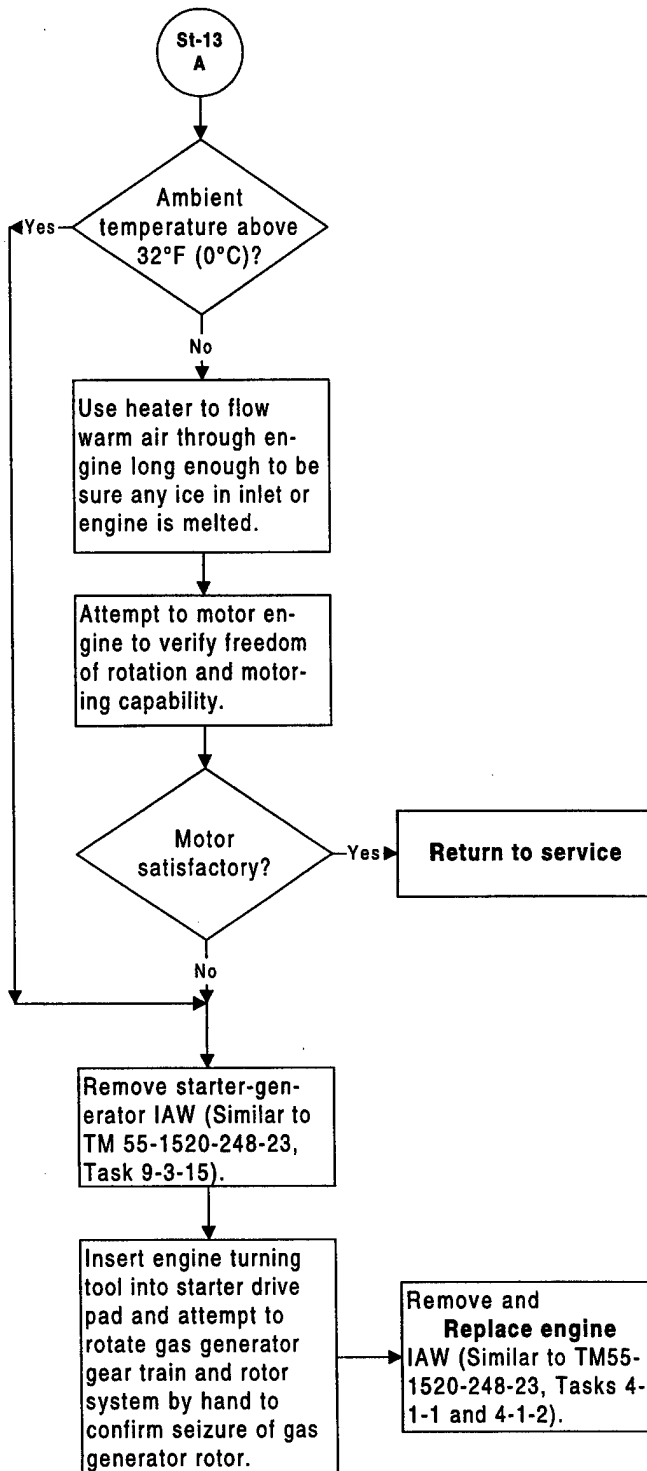 St-13
A
Ambient
temperature above
32°F (0°C)?
Yes
No
Use heater to flow
warm air through en-
gine long enough to be
sure any ice in inlet or
engine is melted.
Attempt to motor en-
gine to verify freedom
of rotation and motor-
ing capability.
Motor
satisfactory?
Yes
Return to service
No
Remove starter-gen-
erator IAW (Similar to
TM 55-1520-248-23,
Task 9-3-15).
Insert engine turning
tool into starter drive
pad and attempt to
rotate gas generator
gear train and rotor
system by hand to
confirm seizure of gas
generator rotor.
Remove and
Replace engine
IAW (Similar to TM55-
1520-248-23, Tasks 4-
1-1 and 4-1-2).